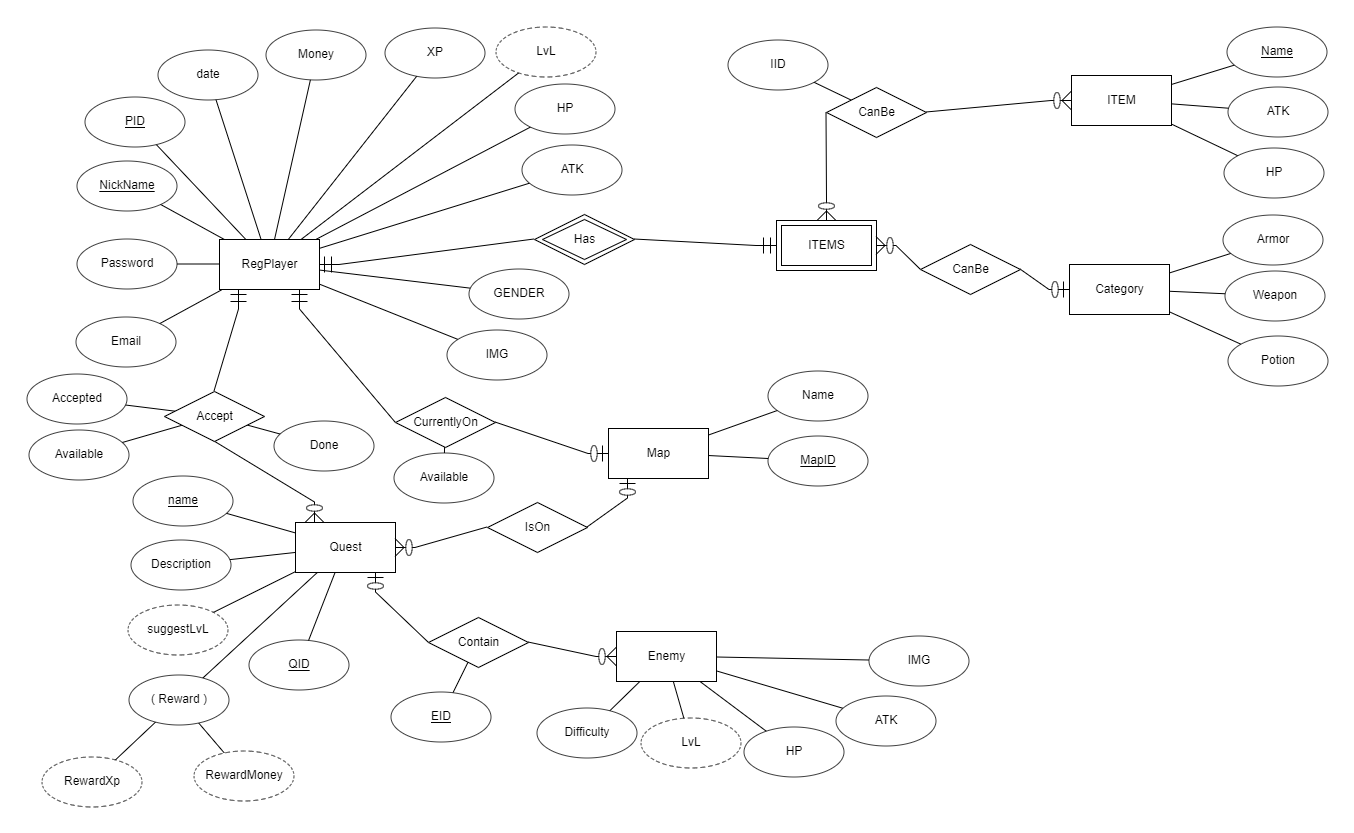 Money
XP
LvL
date
IID
Name
HP
CanBe
ITEM
ATK
PID
ATK
HP
NickName
Has
ITEMS
Armor
Password
RegPlayer
CanBe
Category
Weapon
GENDER
Email
IMG
Potion
Accepted
Accept
CurrentlyOn
Name
Available
Done
Available
Map
MapID
name
IsOn
Quest
Description
suggestLvL
QID
Contain
Enemy
IMG
( Reward )
EID
Difficulty
LvL
HP
ATK
RewardXp
RewardMoney